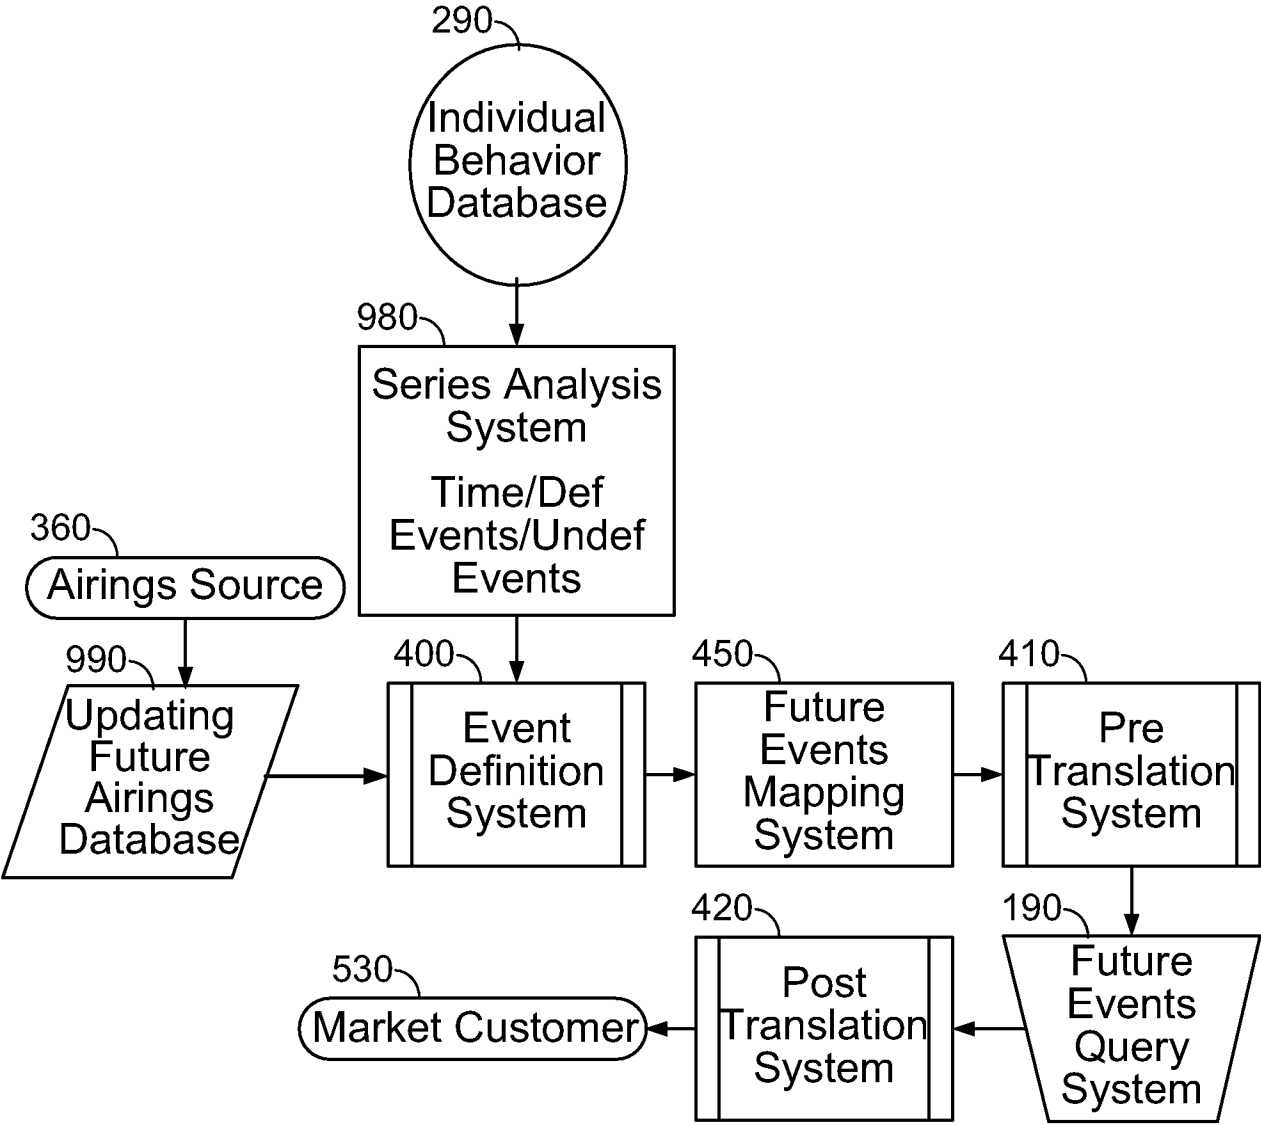 290
Individual
Behavior
Database
980
Series Analysis
System
Time/Def
Events/Undef
Events
360
Airings Source
990
Updating
Future
Airings
Database
400
Event
Definition
System
450
Future
Events
Mapping
System
410
Pre
Translation
System
190
Future
Events
Query
System
420
Post
Translation
System
530
Market Customer